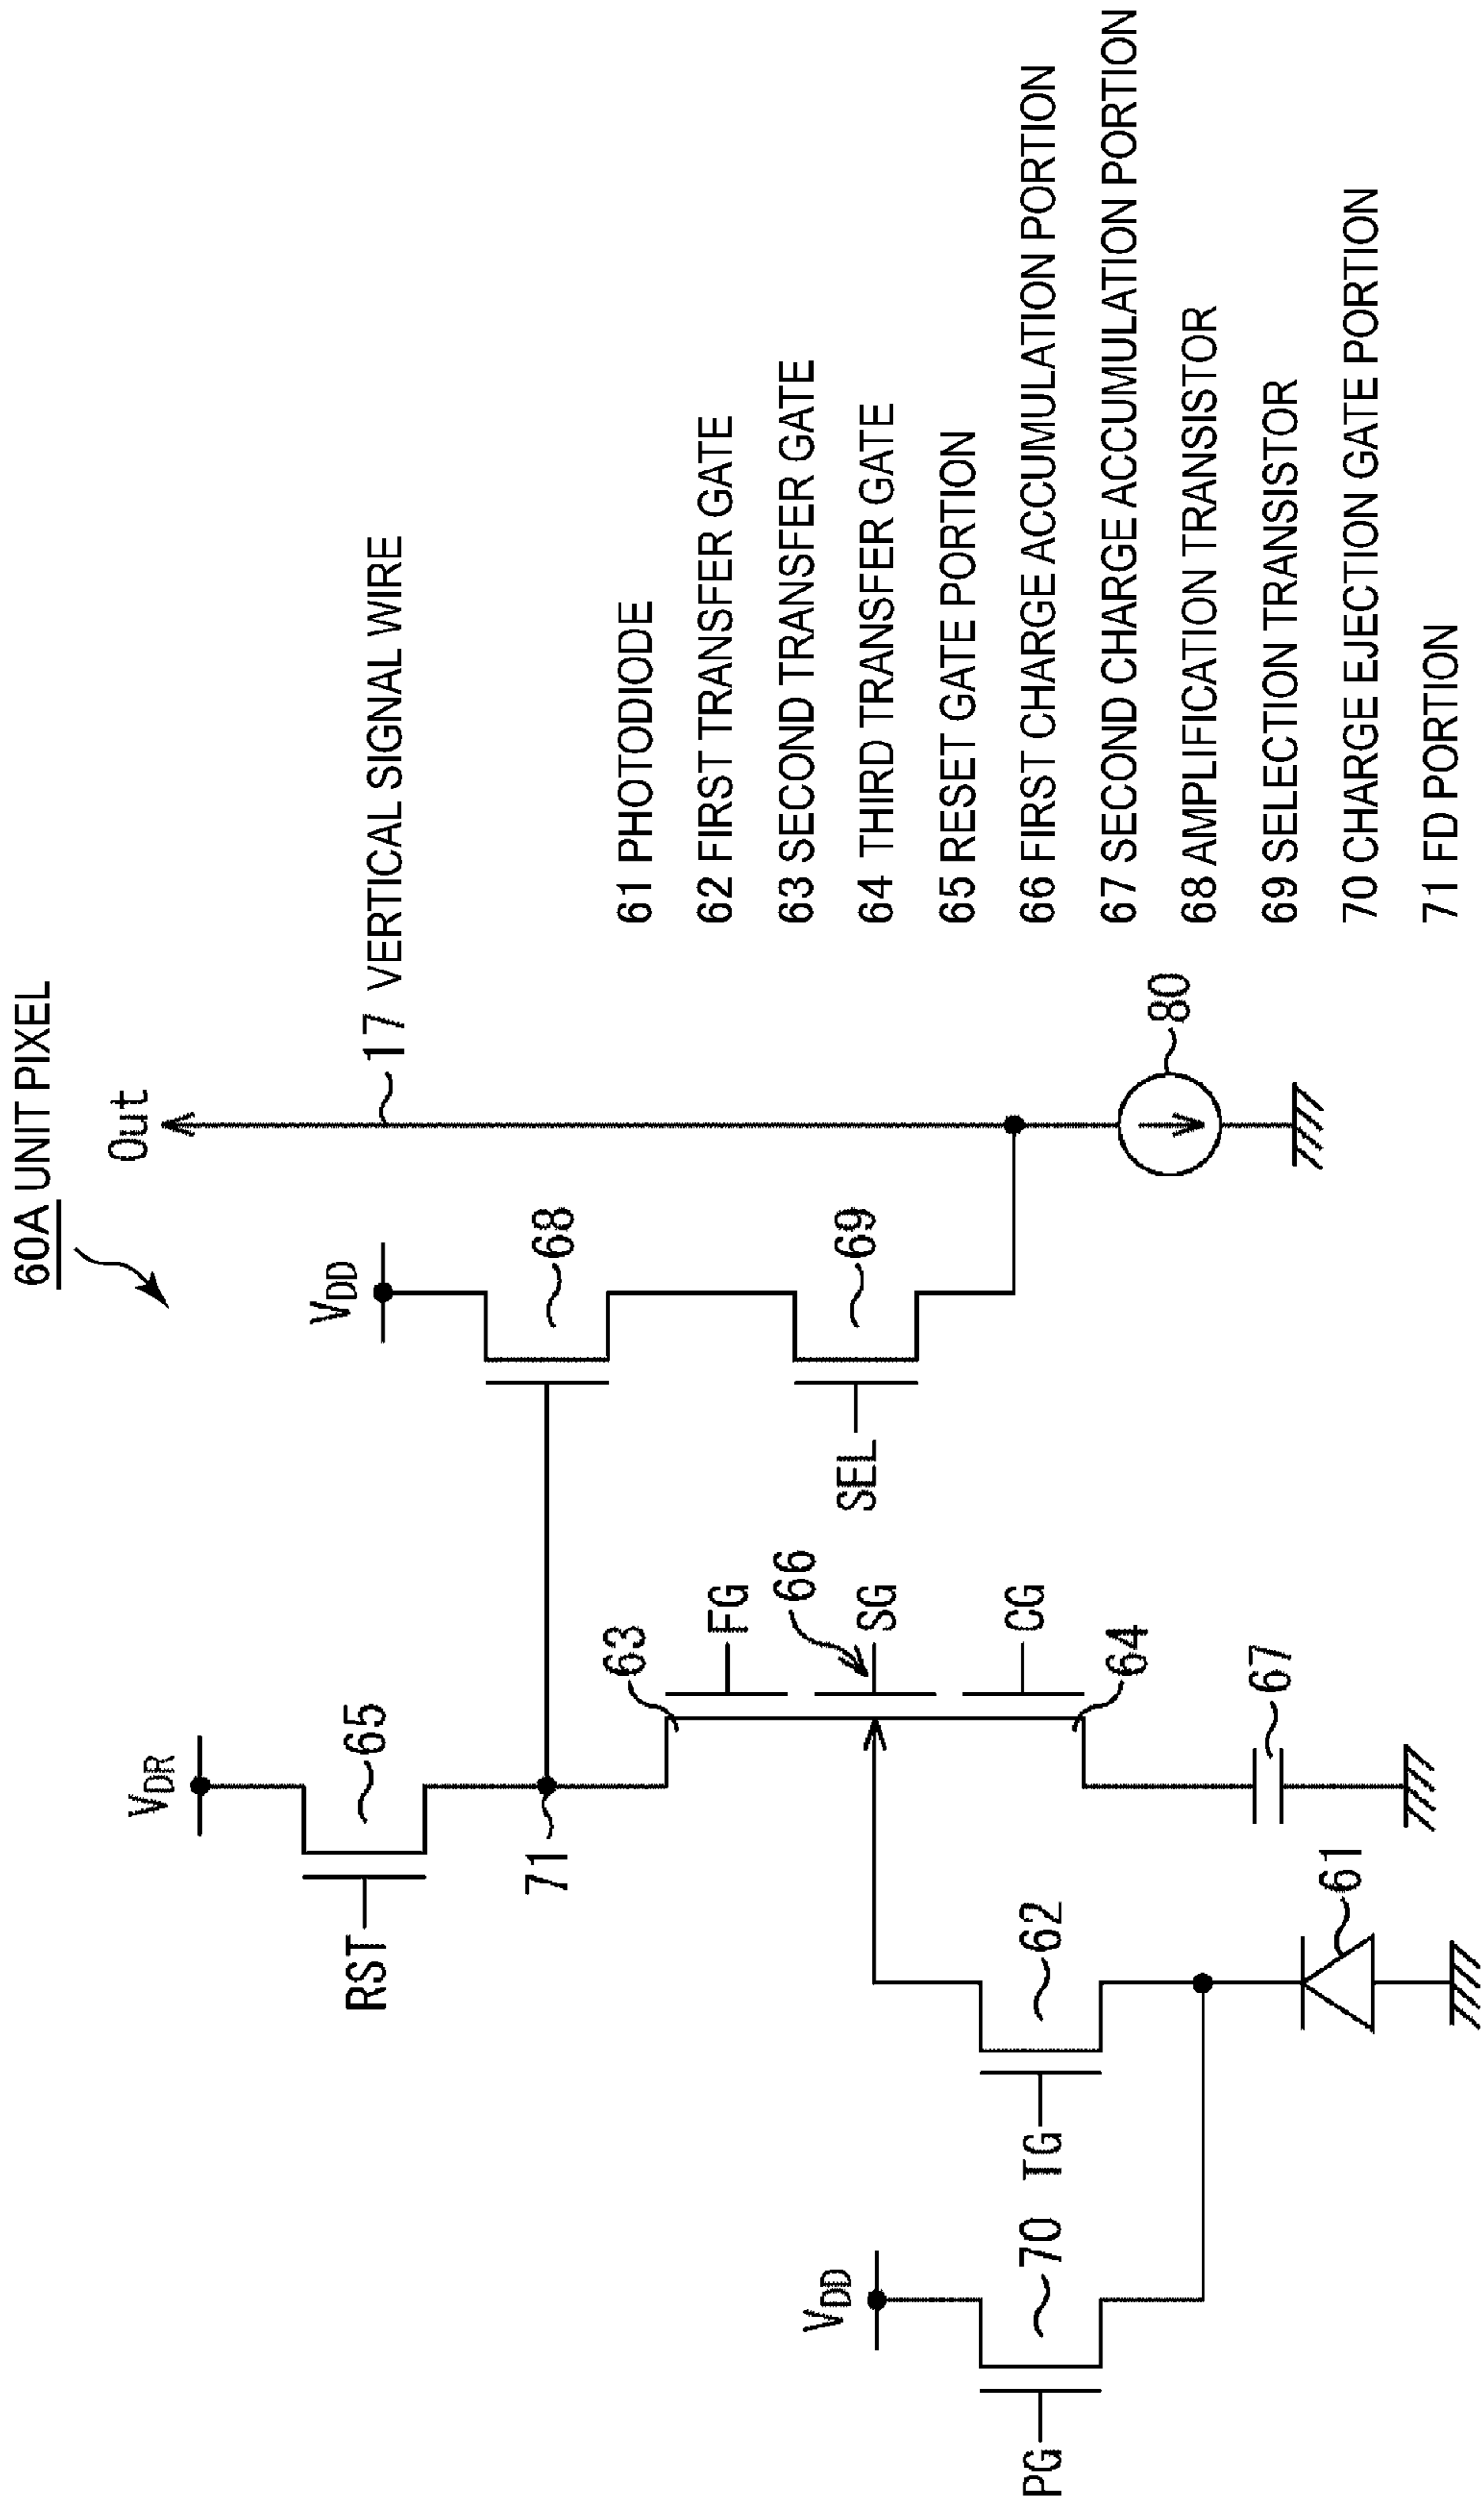 60A UNIT PIXEL
Out
17 VERTICAL SIGNAL WIRE
VDD
68
69
SEL
80
VDR
65
RST
71
63
FG
66
SG
CG
64
67
62
TG
61
VDD
70
PG
61 PHOTODIODE
62 FIRST TRANSFER GATE
63 SECOND TRANSFER GATE
64 THIRD TRANSFER GATE
65 RESET GATE PORTION
66 FIRST CHARGE ACCUMULATION PORTION
67 SECOND CHARGE ACCUMULATION PORTION
68 AMPLIFICATION TRANSISTOR
69 SELECTION TRANSISTOR
70 CHARGE EJECTION GATE PORTION
71 FD PORTION